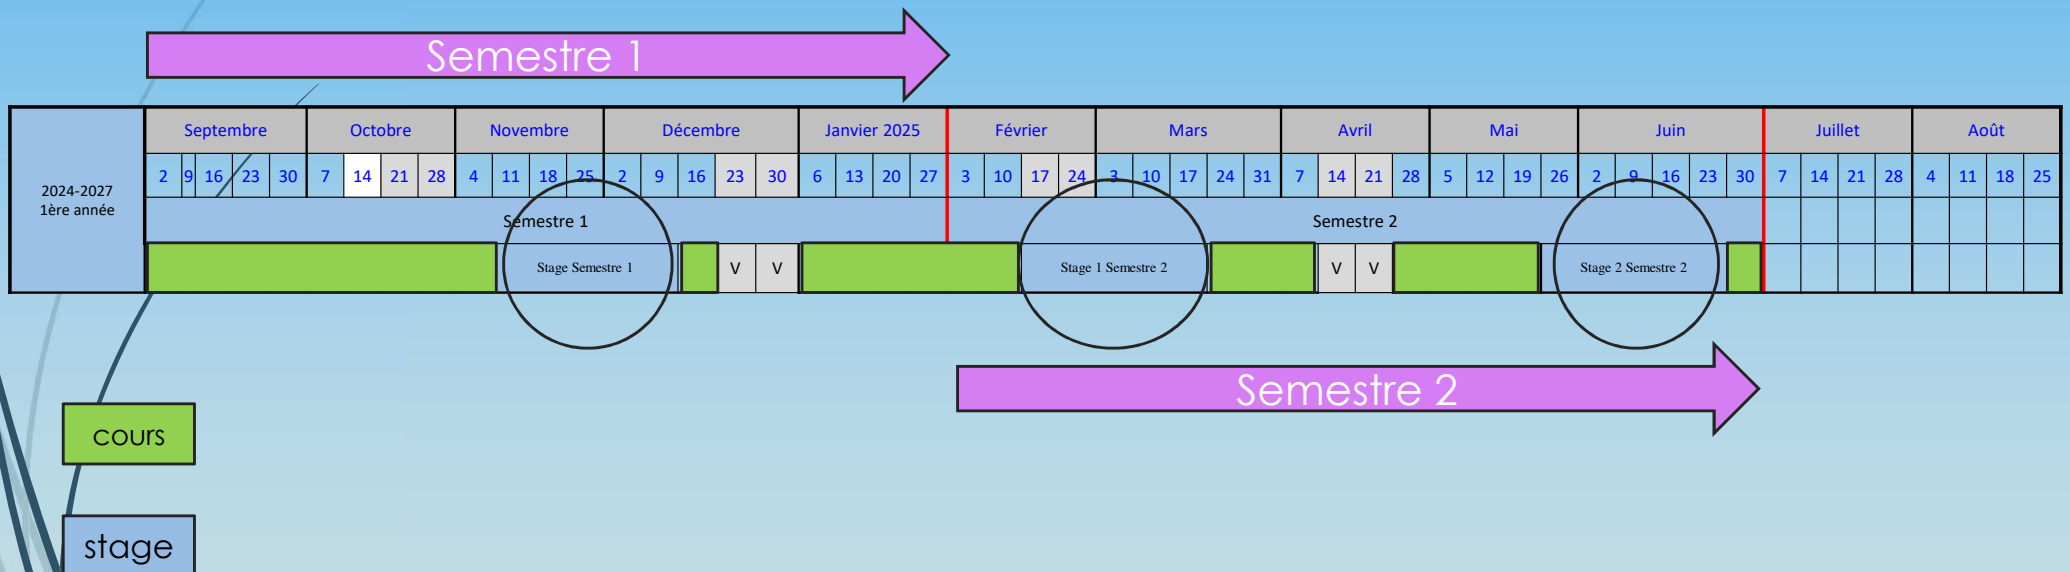 Semestre 1
Septembre Octobre Novembre Décembre Janvier 2025 Février Mars Avril Mai Juin Juillet Août
2024-2027
1ère année
2 9 16 23 30 7 14 21 28 4 11 18 25 2 9 16 23 30 6 13 20 27 3 10 17 24 3 10 17 24 31 7 14 21 28 5 12 19 26 2 9 16 23 30 7 14 21 28 4 11 18 25
Semestre 1 Semestre 2
Stage Semestre 1 V V Stage 1 Semestre 2 V V Stage 2 Semestre 2
Semestre 2
cours
stage